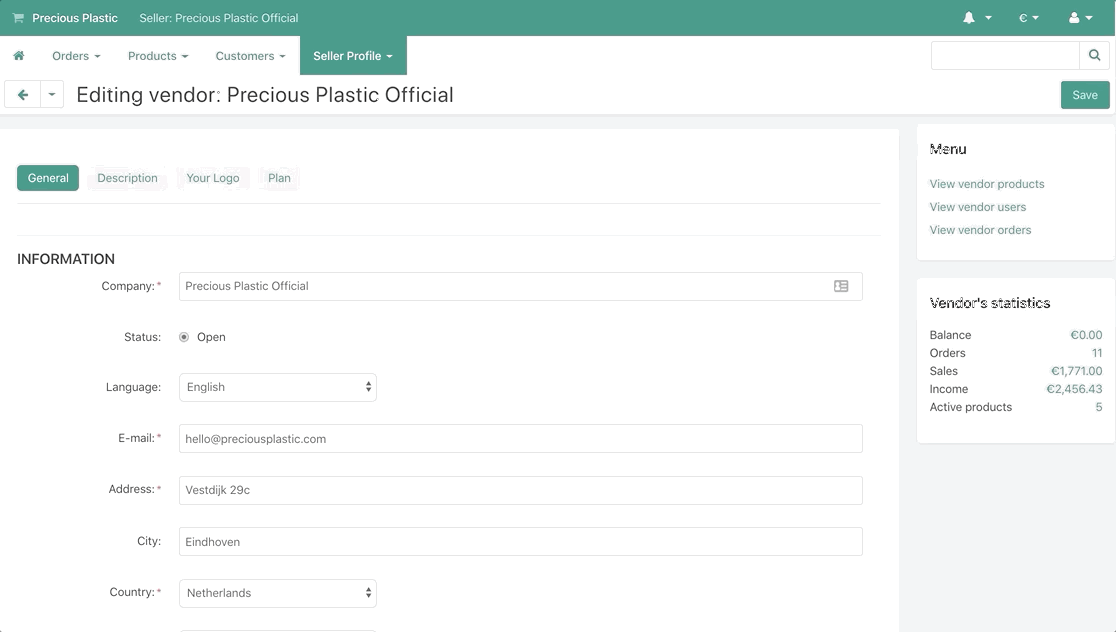 Precious Plastic Seller: Precious Plastic Official €
Orders Products Customers Seller Profile
Editing vendor: Precious Plastic Official Save
General Description Your Logo Plan
INFORMATION
Company:* Precious Plastic Official
Status: Open
Language: English
E-mail:* hello@preciousplastic.com
Address:* Vestdijk 29c
City: Eindhoven
Country:* Netherlands
Menu
View vendor products
View vendor users
View vendor orders
Vendor's statistics
Balance €0.00
Orders 11
Sales €1,771.00
Income €2,456.43
Active products 5